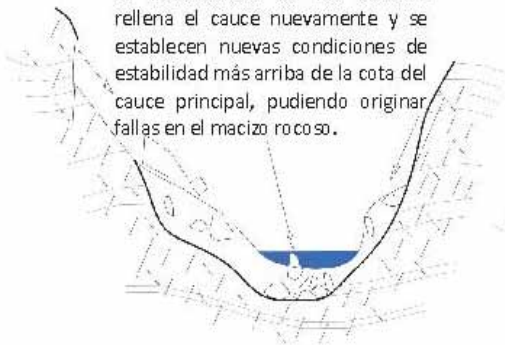 rellena el cauce nuevamente y se
establecen nuevas condiciones de
estabilidad más arriba de la cota del
cauce principal, pudiendo originar
fallas en el macizo rocoso.